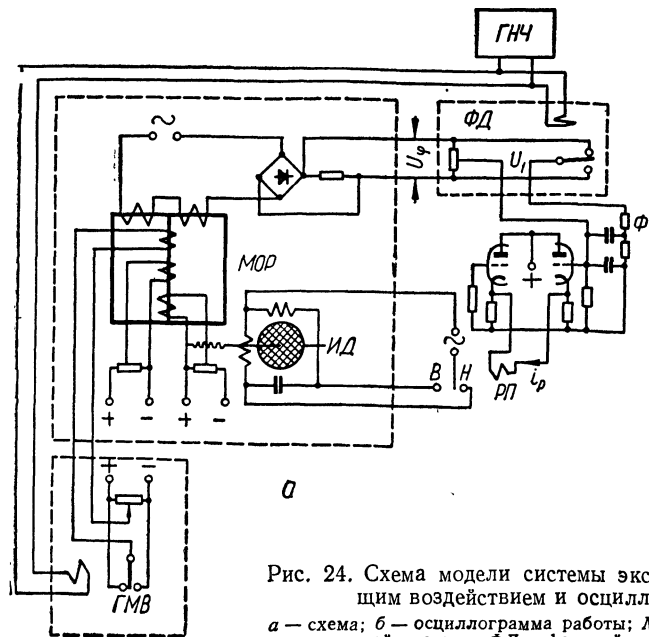 ГНЧ
ФД
U_φ
U_1
Ф
МОР
ИД
В Н
РП
i_p
+ − + −
+
а
+ −
ГМВ
Рис. 24. Схема модели системы экс
щим воздействием и осцилл
а — схема; б — осциллограмма работы;